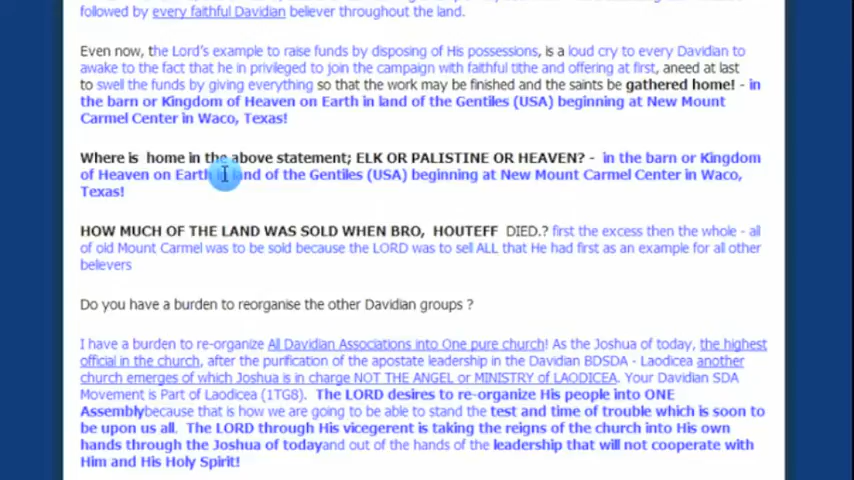 followed by every faithful Davidian believer throughout the land.
Even now, the Lord's example to raise funds by disposing of His possessions, is a loud cry to every Davidian to
awake to the fact that he in privileged to join the campaign with faithful tithe and offering at first, aneed at last
to swell the funds by giving everything so that the work may be finished and the saints be gathered home! - in
the barn or Kingdom of Heaven on Earth in land of the Gentiles (USA) beginning at New Mount
Carmel Center in Waco, Texas!
Where is home in the above statement; ELK OR PALISTINE OR HEAVEN? - in the barn or Kingdom
of Heaven on Earth in land of the Gentiles (USA) beginning at New Mount Carmel Center in Waco,
Texas!
HOW MUCH OF THE LAND WAS SOLD WHEN BRO, HOUTEFF DIED.? first the excess then the whole - all
of old Mount Carmel was to be sold because the LORD was to sell ALL that He had first as an example for all other
believers
Do you have a burden to reorganise the other Davidian groups ?
I have a burden to re-organize All Davidian Associations into One pure church! As the Joshua of today, the highest
official in the church, after the purification of the apostate leadership in the Davidian BDSDA - Laodicea another
church emerges of which Joshua is in charge NOT THE ANGEL or MINISTRY of LAODICEA. Your Davidian SDA
Movement is Part of Laodicea (1TG8). The LORD desires to re-organize His people into ONE
Assemblybecause that is how we are going to be able to stand the test and time of trouble which is soon to
be upon us all. The LORD through His vicegerent is taking the reigns of the church into His own
hands through the Joshua of todayand out of the hands of the leadership that will not cooperate with
Him and His Holy Spirit!